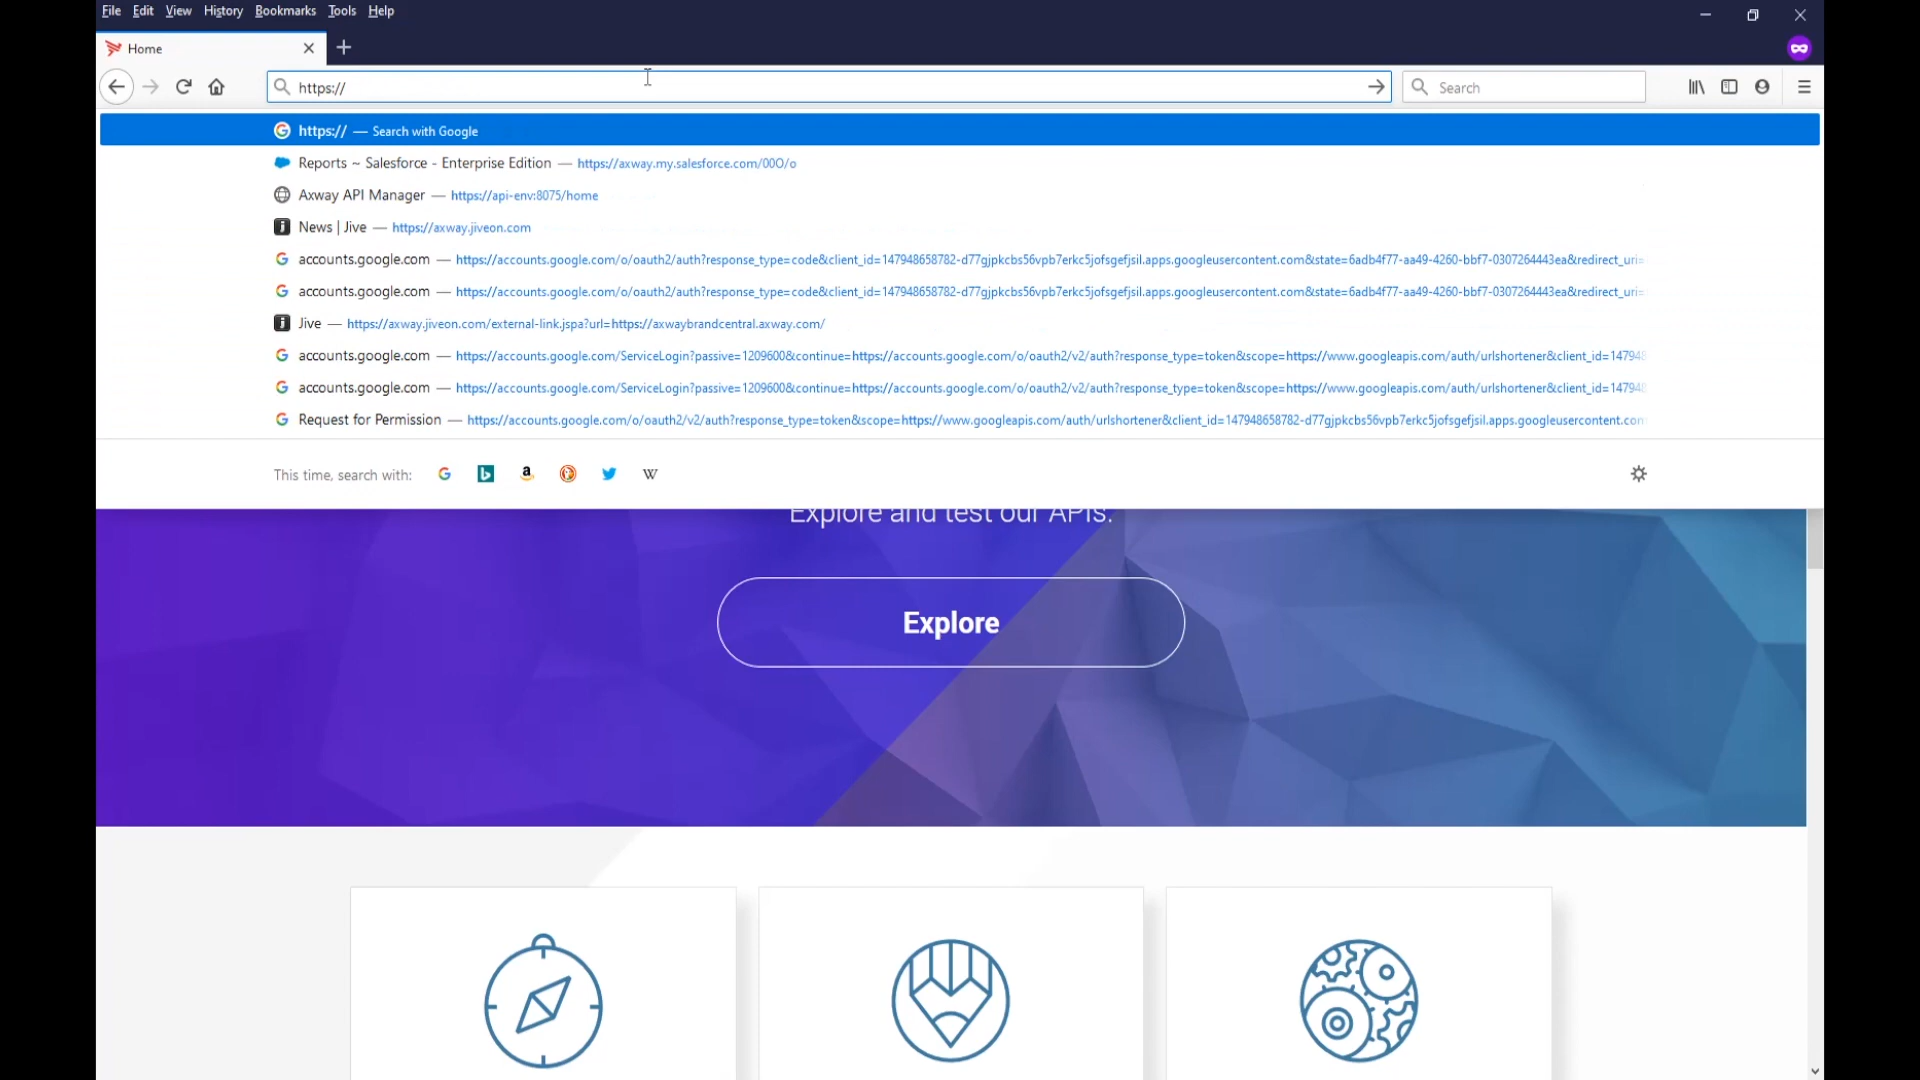 File Edit View History Bookmarks Tools Help
Home
https://
Search
https:// — Search with Google
Reports ~ Salesforce - Enterprise Edition — https://axway.my.salesforce.com/00O/o
Axway API Manager — https://api-env:8075/home
News | Jive — https://axway.jiveon.com
accounts.google.com — https://accounts.google.com/o/oauth2/auth?response_type=code&client_id=147948658782-d77gjpkcbs56vpb7erkc5jofsgefjsil.apps.googleusercontent.com&state=6adb4f77-aa49-4260-bbf7-0307264443ea&redirect_uri=
accounts.google.com — https://accounts.google.com/o/oauth2/auth?response_type=code&client_id=147948658782-d77gjpkcbs56vpb7erkc5jofsgefjsil.apps.googleusercontent.com&state=6adb4f77-aa49-4260-bbf7-0307264443ea&redirect_uri=
Jive — https://axway.jiveon.com/external-link.jspa?url=https://axwaybrandcentral.axway.com/
accounts.google.com — https://accounts.google.com/ServiceLogin?passive=1209600&continue=https://accounts.google.com/o/oauth2/v2/auth?response_type=token&scope=https://www.googleapis.com/auth/urlshortener&client_id=147948
accounts.google.com — https://accounts.google.com/ServiceLogin?passive=1209600&continue=https://accounts.google.com/o/oauth2/v2/auth?response_type=token&scope=https://www.googleapis.com/auth/urlshortener&client_id=147948
Request for Permission — https://accounts.google.com/o/oauth2/v2/auth?response_type=token&scope=https://www.googleapis.com/auth/urlshortener&client_id=147948658782-d77gjpkcbs56vpb7erkc5jofsgefjsil.apps.googleusercontent.com
This time, search with:
Explore and test our APIs.
Explore